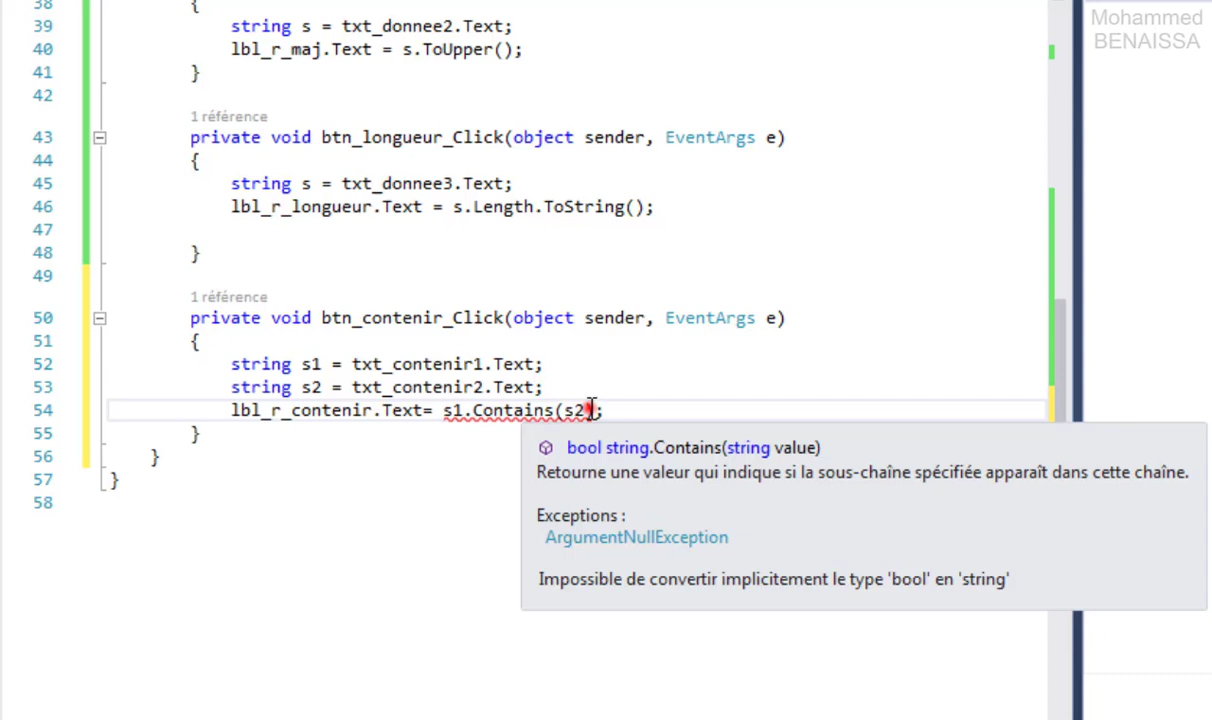 Mohammed
BENAISSA
38 {
39 string s = txt_donnee2.Text;
40 lbl_r_maj.Text = s.ToUpper();
41 }
42
1 référence
43 private void btn_longueur_Click(object sender, EventArgs e)
44 {
45 string s = txt_donnee3.Text;
46 lbl_r_longueur.Text = s.Length.ToString();
47
48 }
49
1 référence
50 private void btn_contenir_Click(object sender, EventArgs e)
51 {
52 string s1 = txt_contenir1.Text;
53 string s2 = txt_contenir2.Text;
54 lbl_r_contenir.Text= s1.Contains(s2);
55 }
56 }
57 }
58
bool string.Contains(string value)
Retourne une valeur qui indique si la sous-chaîne spécifiée apparaît dans cette chaîne.
Exceptions :
ArgumentNullException
Impossible de convertir implicitement le type 'bool' en 'string'